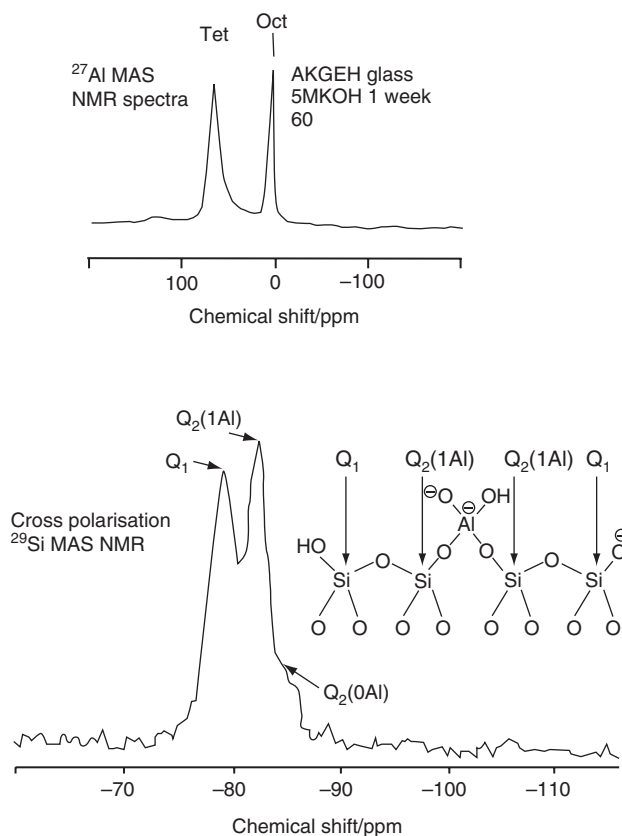 Tet
Oct
²⁷Al MAS
NMR spectra
AKGEH glass
5MKOH 1 week
60
100
0
−100
Chemical shift/ppm
Q₂(1Al)
Q₁
Cross polarisation
²⁹Si MAS NMR
Q₂(0Al)
Q₁ Q₂(1Al) Q₂(1Al) Q₁
⊖O ⊖ OH
Al
HO O O O O O⊖
Si Si Si Si
O O O O O O O O
−70 −80 −90 −100 −110
Chemical shift/ppm